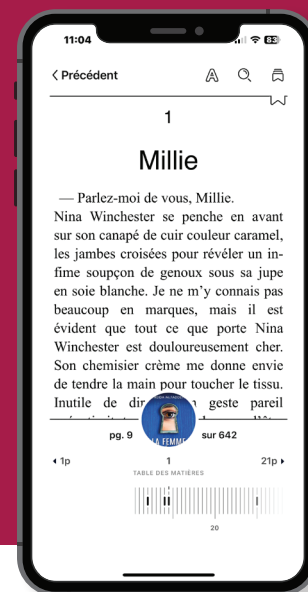 11:04
83
Précédent
A
1
Millie
— Parlez-moi de vous, Millie.
Nina Winchester se penche en avant
sur son canapé de cuir couleur caramel,
les jambes croisées pour révéler un in-
fime soupçon de genoux sous sa jupe
en soie blanche. Je ne m’y connais pas
beaucoup en marques, mais il est
évident que tout ce que porte Nina
Winchester est douloureusement cher.
Son chemisier crème me donne envie
de tendre la main pour toucher le tissu.
Inutile de geste pareil
pg. 9 LA FEMME sur 642
1p 1 21p
TABLE DES MATIÈRES
20